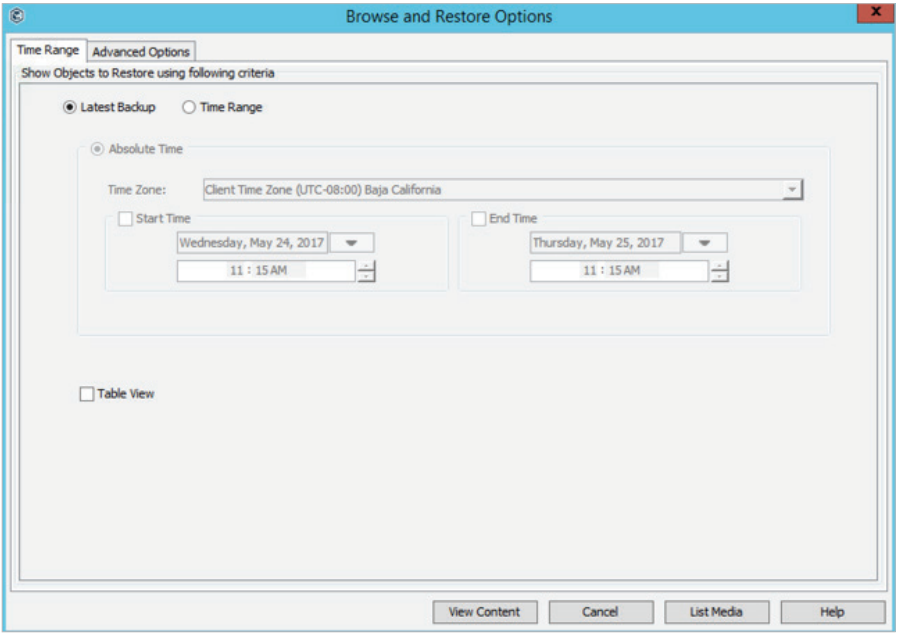 Browse and Restore Options
x
Time Range Advanced Options
Show Objects to Restore using following criteria
Latest Backup Time Range
Absolute Time
Time Zone: Client Time Zone (UTC-08:00) Baja California
Start Time End Time
Wednesday, May 24, 2017 Thursday, May 25, 2017
11 : 15 AM 11 : 15 AM
Table View
View Content Cancel List Media Help